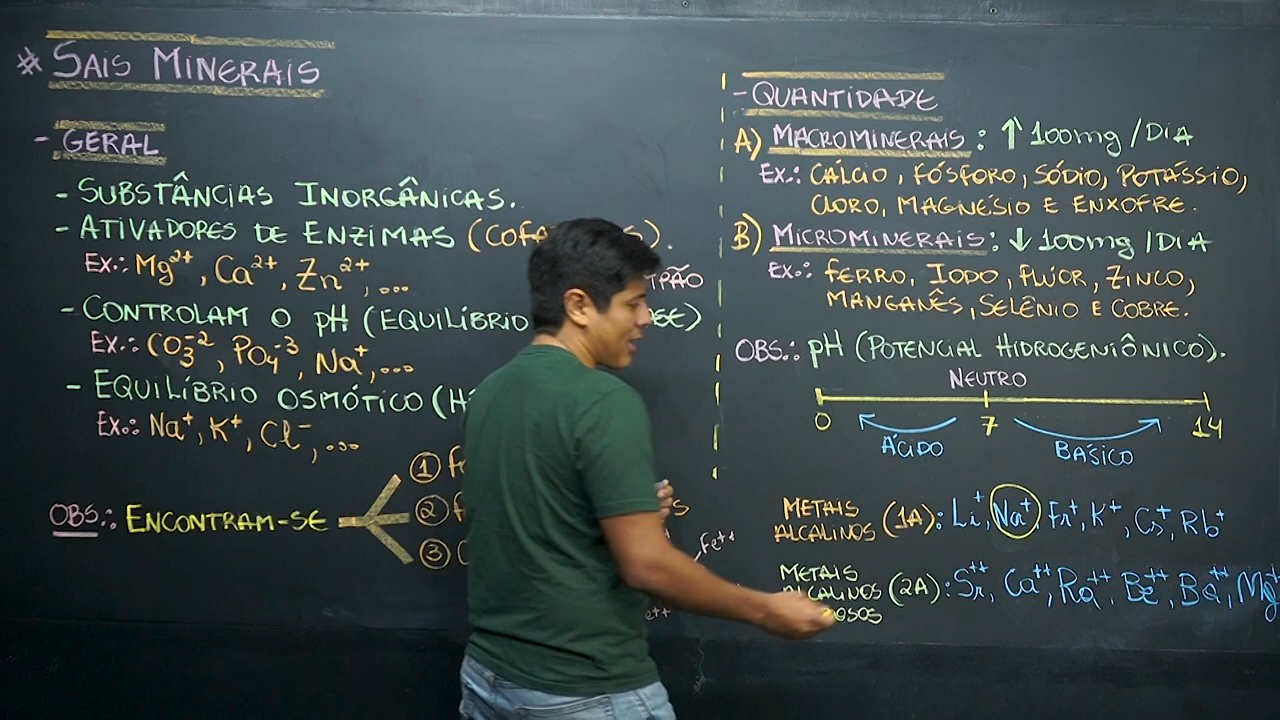 # SAIS MINERAIS
- GERAL
- SUBSTÂNCIAS INORGÂNICAS.
- ATIVADORES DE ENZIMAS
EX.: Mg²⁺, Ca²⁺, Zn²⁺, ...
- CONTROLAM O pH (EQUILÍBRIO
EX.: CO₃⁻², PO₄⁻³, Na⁺, ...
- EQUILÍBRIO OSMÓTICO
EX.: Na⁺, K⁺, Cl⁻, ...
OBS.: ENCONTRAM-SE
1
2
3
Fe⁺⁺
- QUANTIDADE
A) MACROMINERAIS: ↑ 100mg /DIA
EX.: CÁLCIO, FÓSFORO, SÓDIO, POTÁSSIO,
CLORO, MAGNÉSIO E ENXOFRE.
B) MICROMINERAIS: ↓ 100mg /DIA
EX.: FERRO, IODO, FLÚOR, ZINCO,
MANGANÊS, SELÊNIO E COBRE.
OBS.: pH (POTENCIAL HIDROGENIÔNICO).
NEUTRO
0 7 14
ÁCIDO BÁSICO
METAIS
ALCALINOS (1A): Li⁺, Na⁺, Fr⁺, K⁺, Cs⁺, Rb⁺
METAIS
ALCALINOS (2A): Sr⁺⁺, Ca⁺⁺, Ra⁺⁺, Be⁺⁺, Ba⁺⁺, Mg⁺⁺